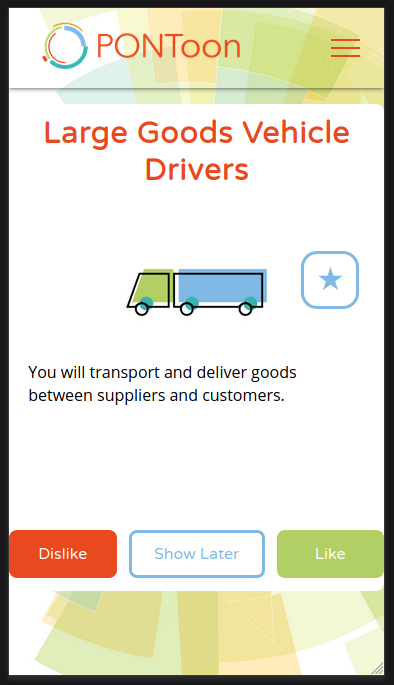 PONToon
Large Goods Vehicle
Drivers
You will transport and deliver goods
between suppliers and customers.
Dislike
Show Later
Like